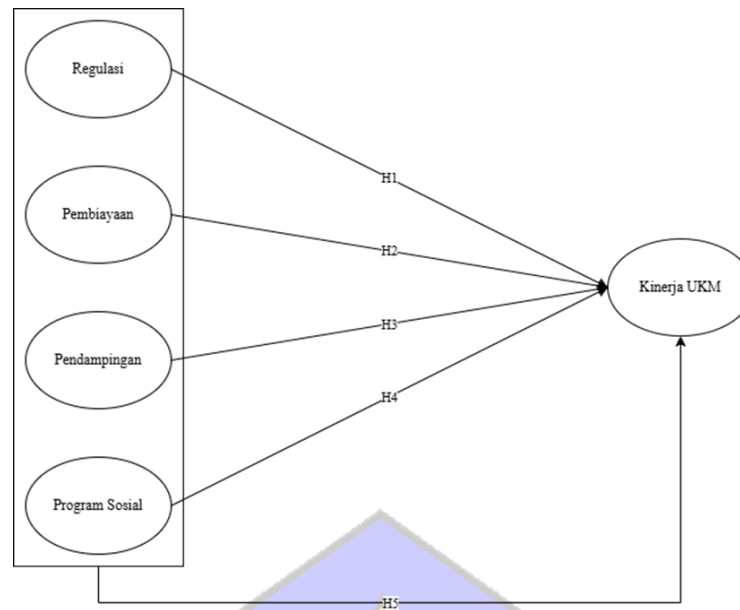 Regulasi
H1
Pembiayaan
H2
Kinerja UKM
H3
Pendampingan
H4
Program Sosial
H5